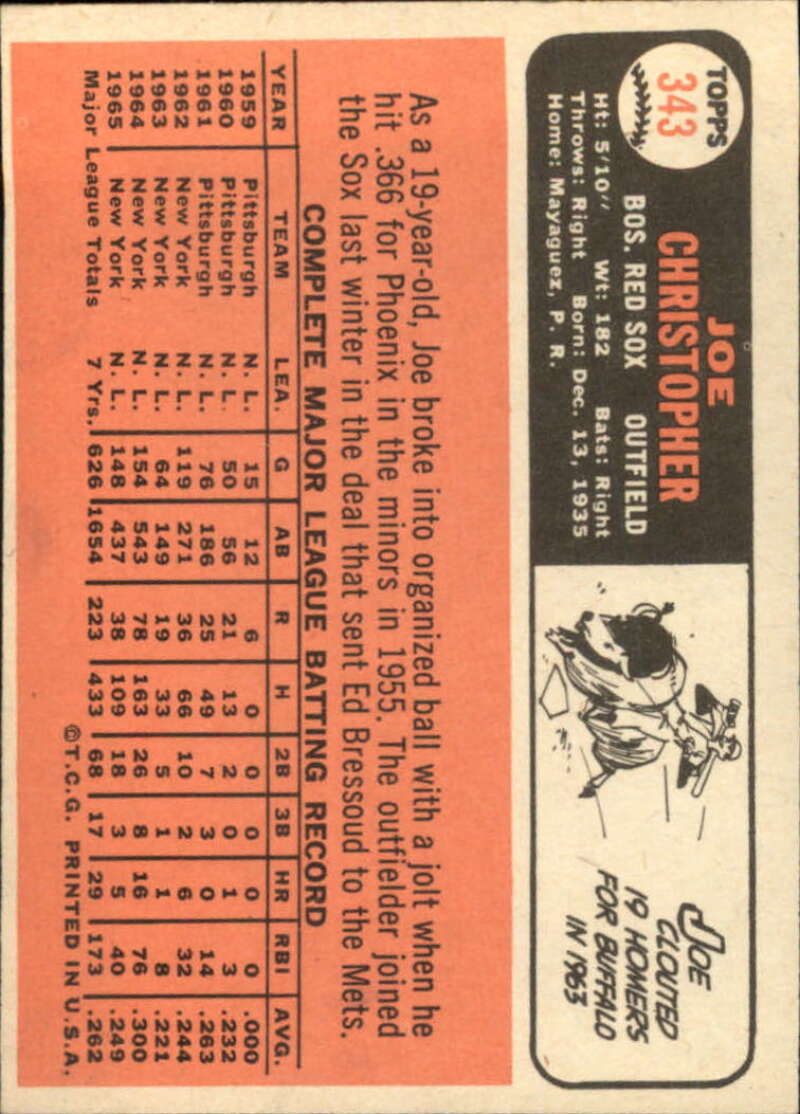 TOPPS
343
JOE
CHRISTOPHER
BOS. RED SOX OUTFIELD
Ht: 5'10" Wt: 182 Bats: Right
Throws: Right Born: Dec. 13, 1935
Home: Mayaguez, P. R.
JOE
CLOUTED
19 HOMERS
FOR BUFFALO
IN 1963
As a 19-year-old, Joe broke into organized ball with a jolt when he
hit .366 for Phoenix in the minors in 1955. The outfielder joined
the Sox last winter in the deal that sent Ed Bressoud to the Mets.
COMPLETE MAJOR LEAGUE BATTING RECORD
YEAR TEAM LEA. G AB R H 2B 3B HR RBI AVG.
1959 Pittsburgh N. L. 15 12 6 0 0 0 0 0 .000
1960 Pittsburgh N. L. 50 56 21 13 2 0 1 3 .232
1961 Pittsburgh N. L. 76 186 25 49 7 3 0 14 .263
1962 New York N. L. 119 271 36 66 10 2 6 32 .244
1963 New York N. L. 64 149 19 33 5 1 1 8 .221
1964 New York N. L. 154 543 78 163 26 8 16 76 .300
1965 New York N. L. 148 437 38 109 18 3 5 40 .249
Major League Totals 7 Yrs. 626 1654 223 433 68 17 29 173 .262
©T.C.G. PRINTED IN U.S.A.